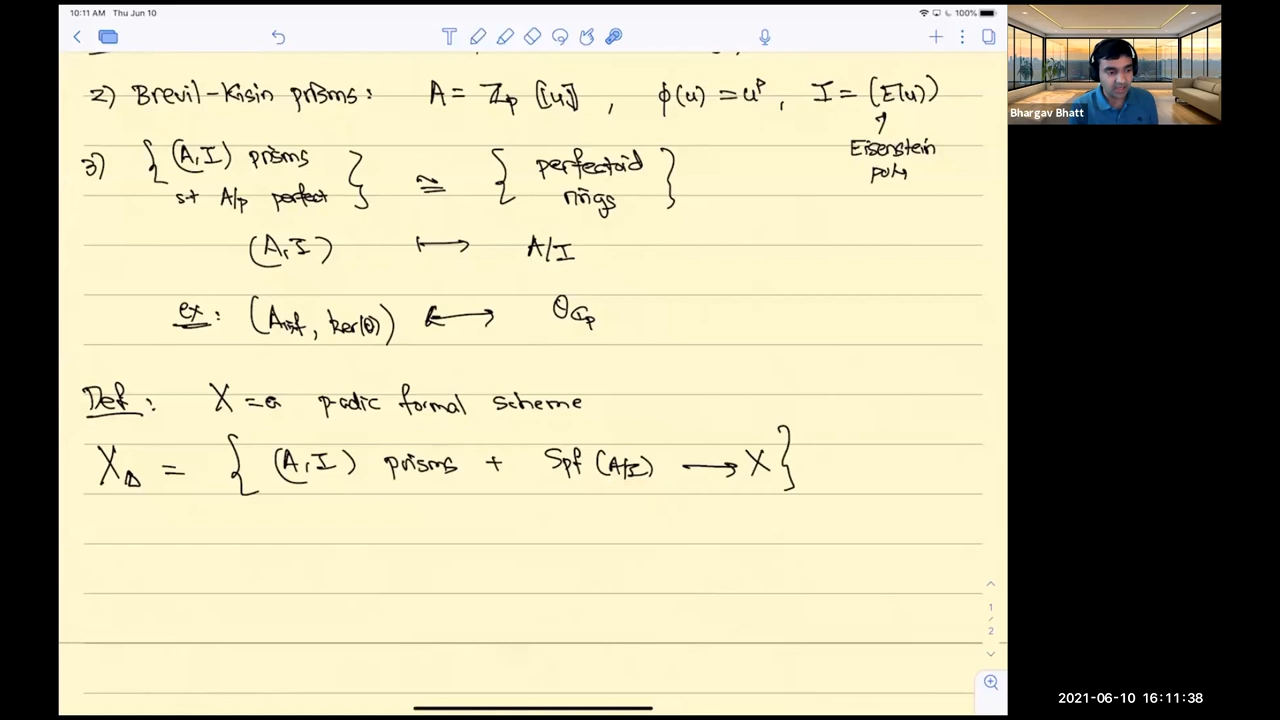 10:11 AM Thu Jun 10
100%
2) Breuil-Kisin prisms : A = ℤp [[u]] , ϕ(u) = u^p , I = (E(u))
Eisenstein
poly
3) { (A,I) prisms s.t A/p perfect } ≃ { perfectoid rings }
(A,I) ⟼ A/I
ex : (Ainf , ker(θ)) ⟷ O_Cp
Def : X = a p-adic formal scheme
X_Δ = { (A,I) prisms + Spf (A/I) ⟶ X }
1
/
2
Bhargav Bhatt
2021-06-10 16:11:38